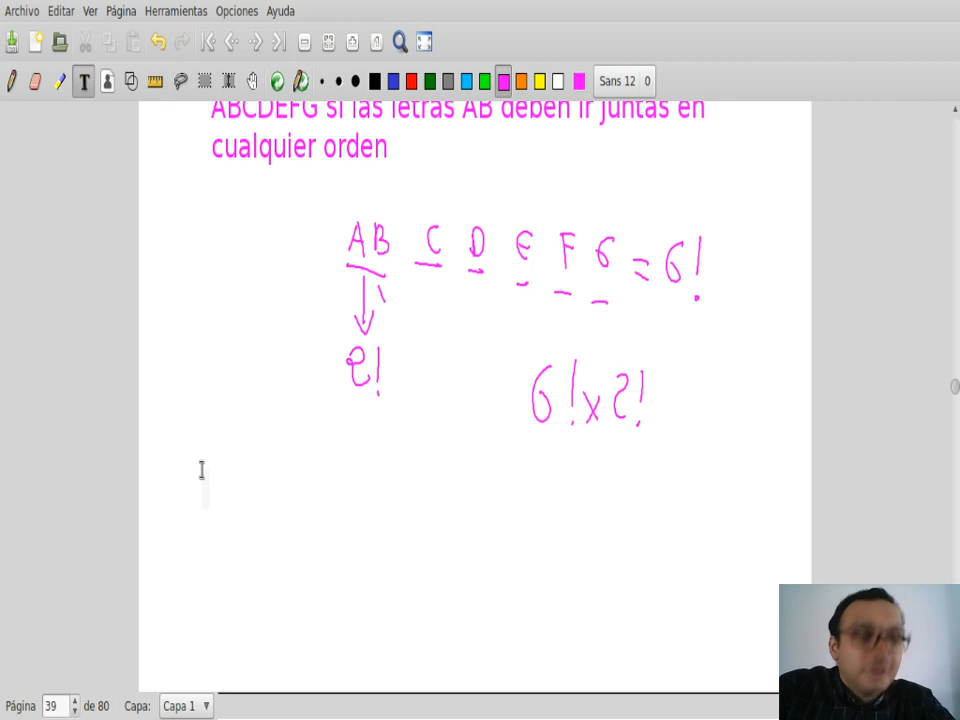 Archivo Editar Ver Página Herramientas Opciones Ayuda
Sans 12 0
ABCDEFG si las letras AB deben ir juntas en
cualquier orden
AB C D E F G = 6!
2!
6! x 2!
Página 39 de 80 Capa: Capa 1